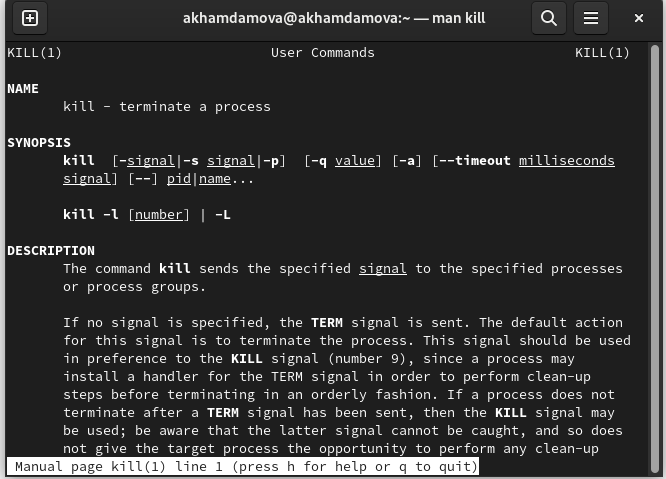 akhamdamova@akhamdamova:~ — man kill
KILL(1) User Commands KILL(1)
NAME
kill - terminate a process
SYNOPSIS
kill [-signal|-s signal|-p] [-q value] [-a] [--timeout milliseconds
signal] [--] pid|name...
kill -l [number] | -L
DESCRIPTION
The command kill sends the specified signal to the specified processes
or process groups.
If no signal is specified, the TERM signal is sent. The default action
for this signal is to terminate the process. This signal should be used
in preference to the KILL signal (number 9), since a process may
install a handler for the TERM signal in order to perform clean-up
steps before terminating in an orderly fashion. If a process does not
terminate after a TERM signal has been sent, then the KILL signal may
be used; be aware that the latter signal cannot be caught, and so does
not give the target process the opportunity to perform any clean-up
Manual page kill(1) line 1 (press h for help or q to quit)